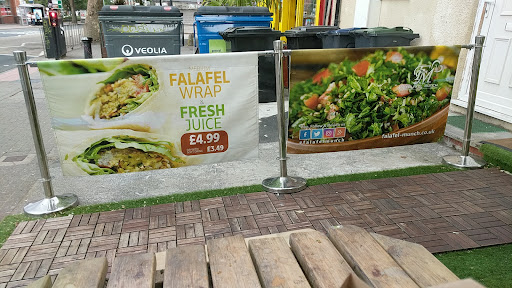 VEOLIA
FALAFEL
WRAP
&
FRESH
JUICE
£4.99
£3.49
falafel-munch.co.uk